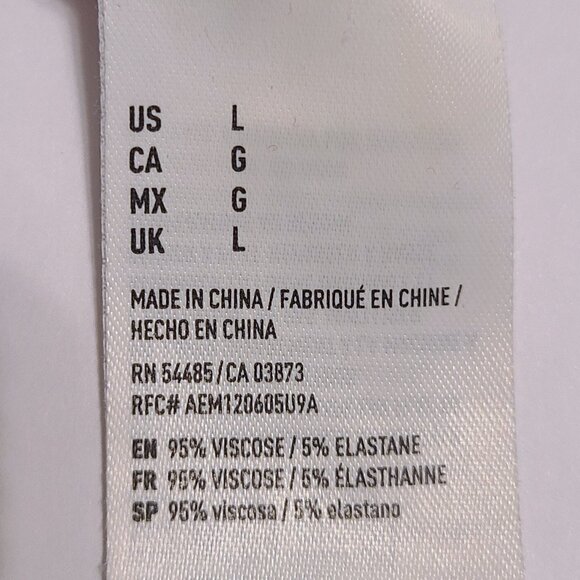 US L
CA G
MX G
UK L
MADE IN CHINA / FABRIQUÉ EN CHINE /
HECHO EN CHINA
RN 54485 / CA 03873
RFC# AEM120605U9A
EN 95% VISCOSE / 5% ELASTANE
FR 95% VISCOSE / 5% ÉLASTHANNE
SP 95% viscosa / 5% elastano